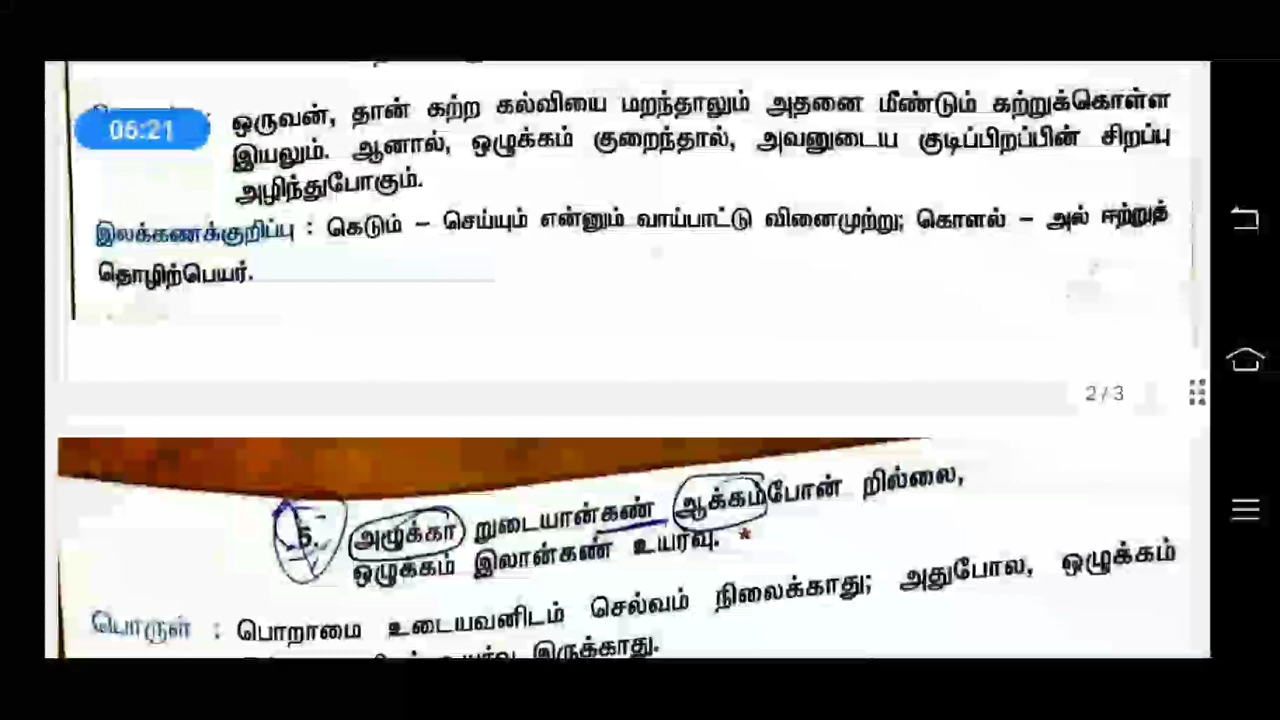 06:21
ஒருவன், தான் கற்ற கல்வியை மறந்தாலும் அதனை மீண்டும் கற்றுக்கொள்ள
இயலும். ஆனால், ஒழுக்கம் குறைந்தால், அவனுடைய குடிப்பிறப்பின் சிறப்பு
அழிந்துபோகும்.
இலக்கணக்குறிப்பு : கெடும் – செய்யும் என்னும் வாய்பாட்டு வினைமுற்று; கொளல் – அல் ஈற்றுத்
தொழிற்பெயர்.
2 / 3
5. அழுக்கா றுடையான்கண் ஆக்கம்போன் றில்லை,
ஒழுக்கம் இலான்கண் உயர்வு. *
பொருள் : பொறாமை உடையவனிடம் செல்வம் நிலைக்காது; அதுபோல, ஒழுக்கம்
இருக்காது.